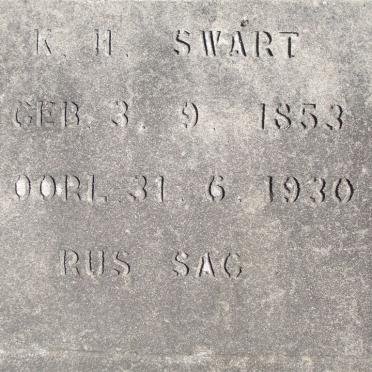 K. H. SWART
GEB. 3. 9. 1853
OORL. 31. 6. 1930
RUS SAG